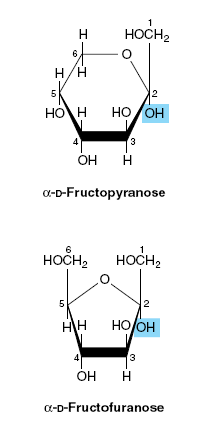 1
H HOCH2
6 O
H H
5 2
HO H HO OH
4 3
OH H
α-D-Fructopyranose
6 1
HOCH2 HOCH2
O
5 2
H H HO OH
4 3
OH H
α-D-Fructofuranose